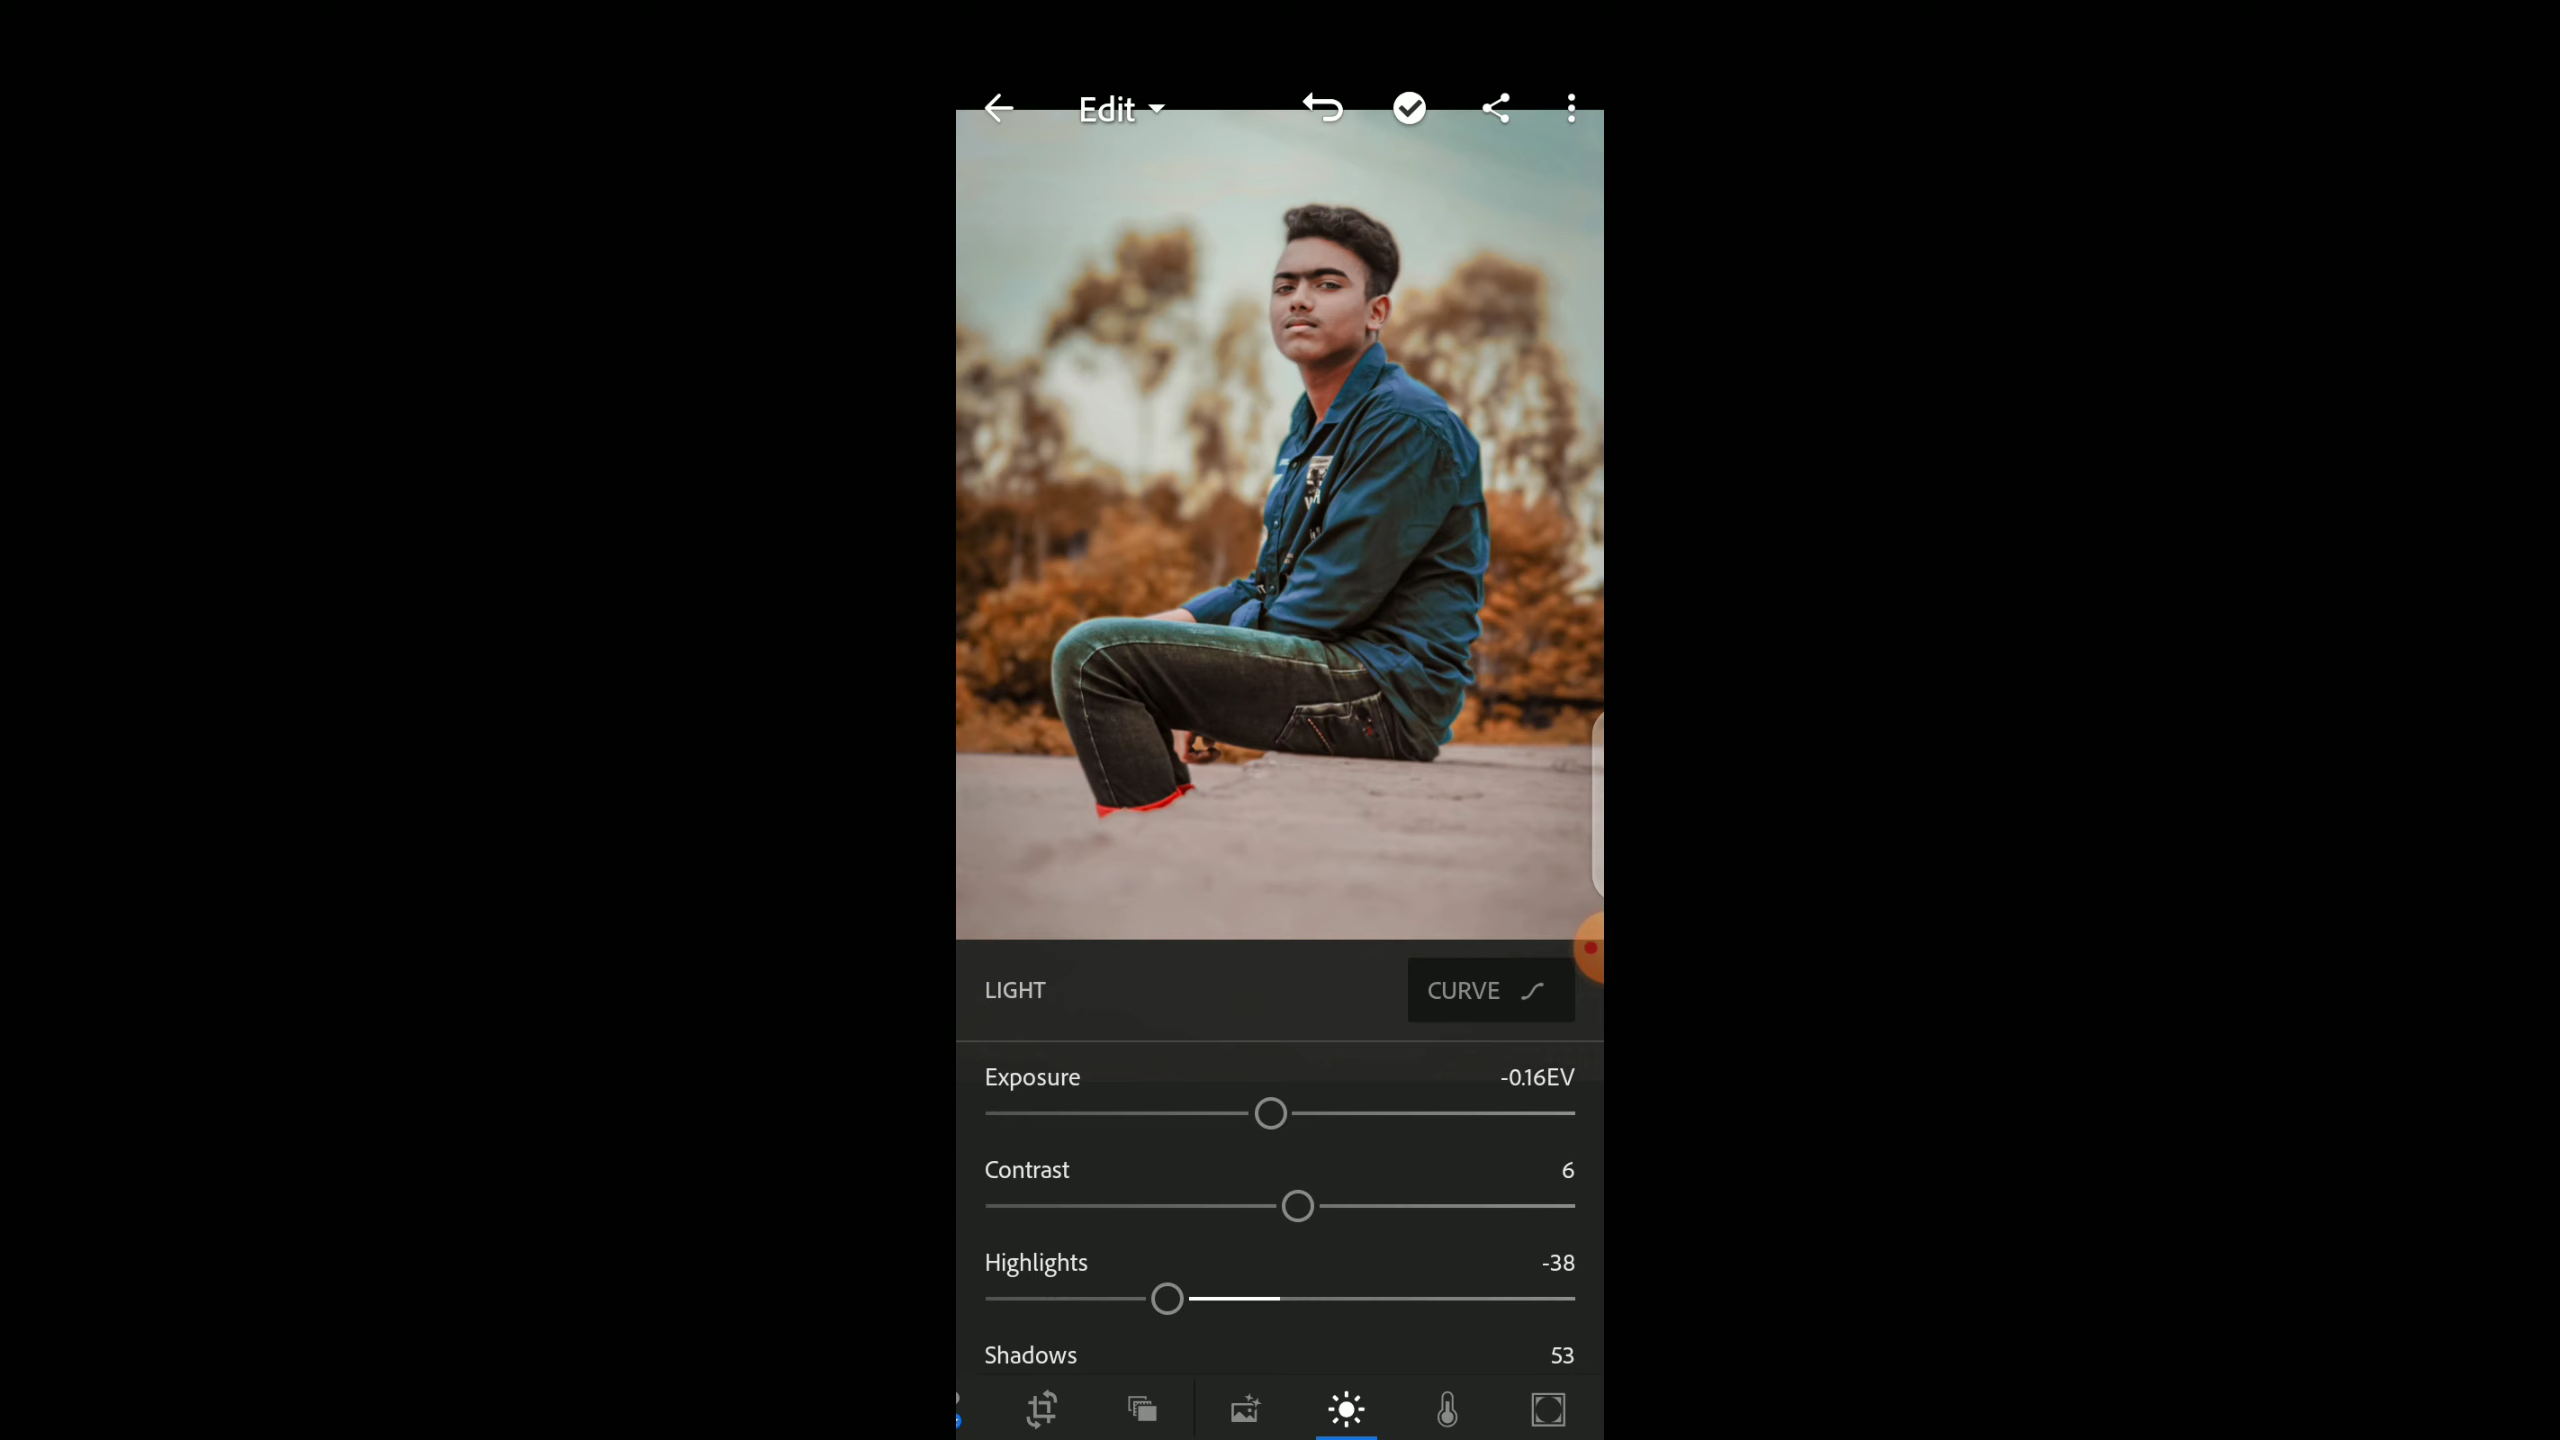 Edit
LIGHT
CURVE
Exposure
-0.16EV
Contrast
6
Highlights
-38
Shadows
53